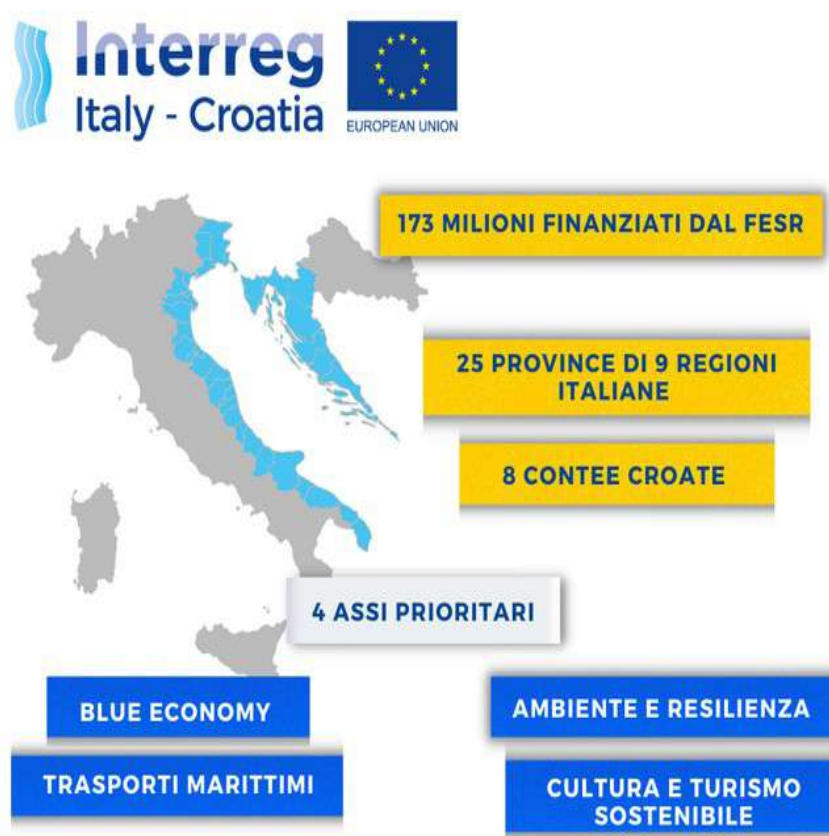 Interreg
Italy - Croatia
EUROPEAN UNION
173 MILIONI FINANZIATI DAL FESR
25 PROVINCE DI 9 REGIONI
ITALIANE
8 CONTEE CROATE
4 ASSI PRIORITARI
BLUE ECONOMY
TRASPORTI MARITTIMI
AMBIENTE E RESILIENZA
CULTURA E TURISMO
SOSTENIBILE